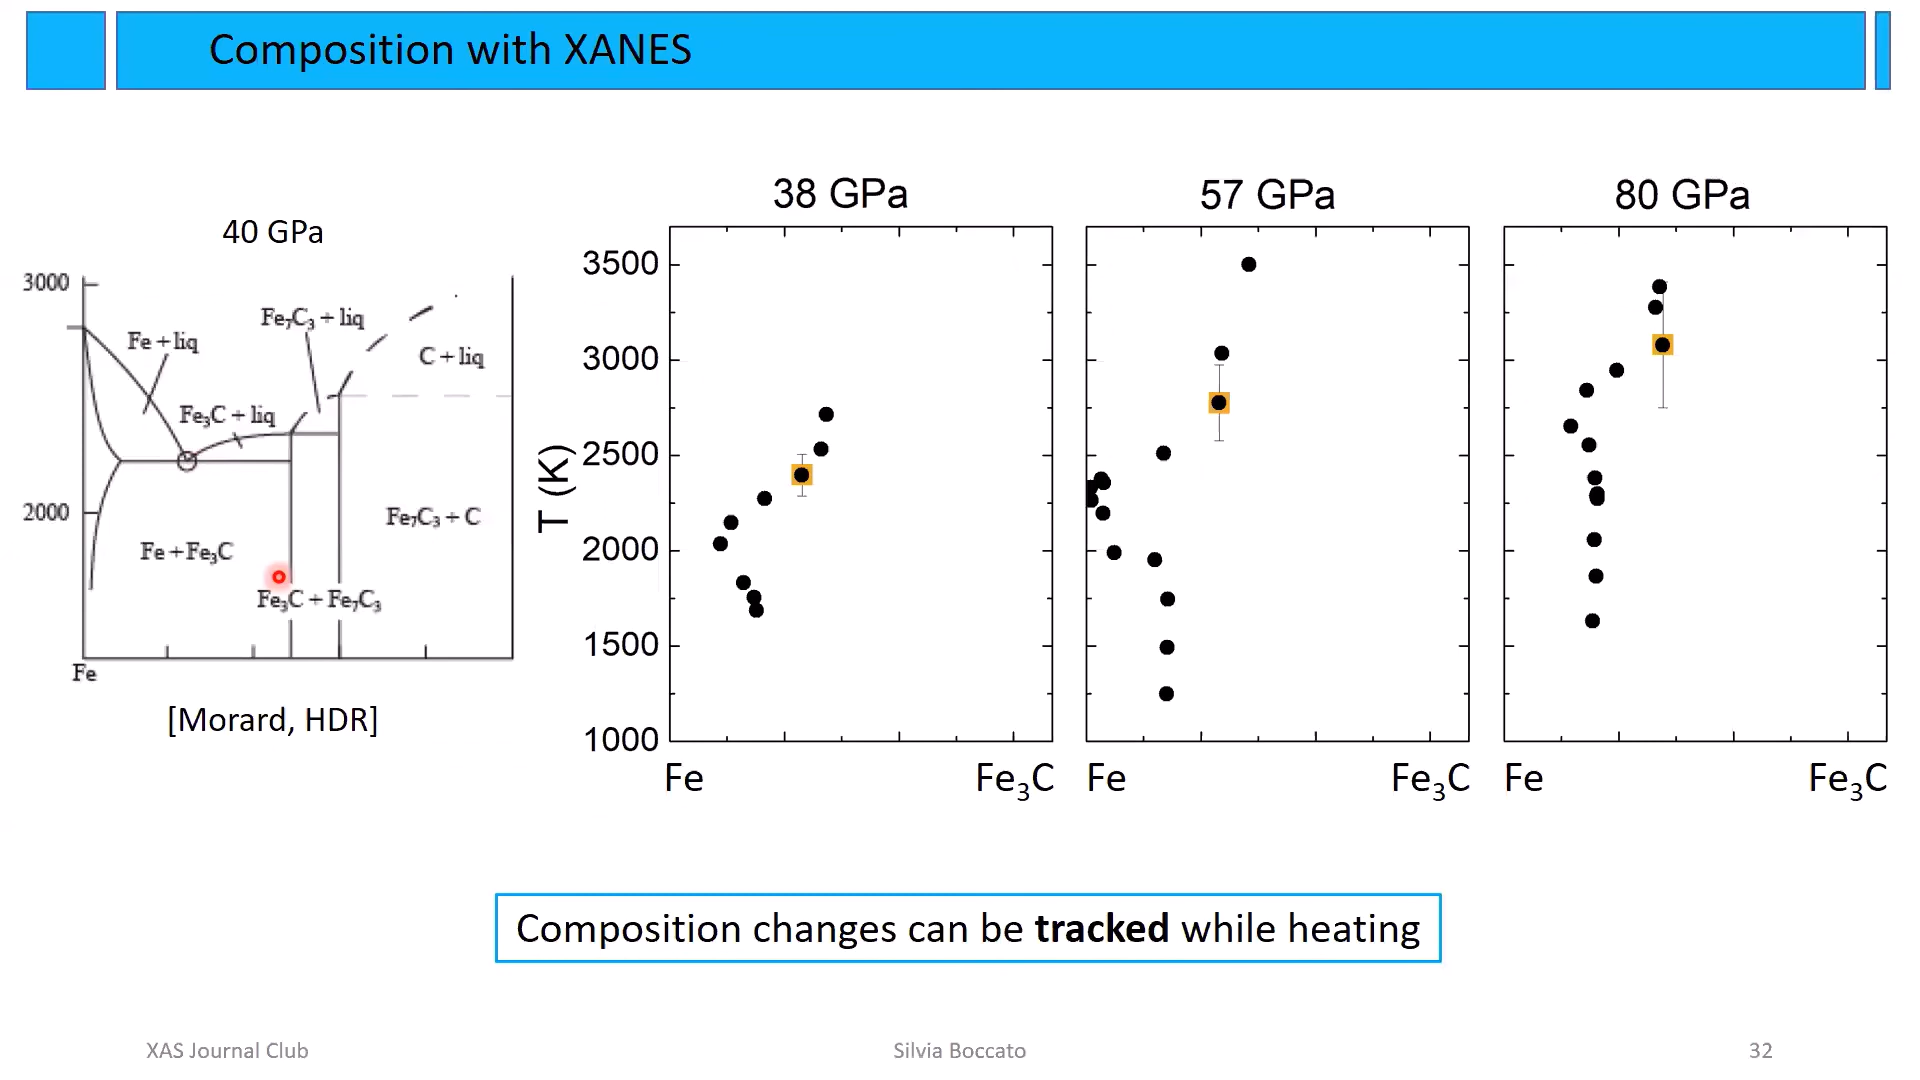 Composition with XANES
40 GPa
3000
Fe + liq
Fe₇C₃ + liq
C + liq
Fe₃C + liq
2000
Fe₇C₃ + C
Fe + Fe₃C
Fe₃C + Fe₇C₃
Fe
[Morard, HDR]
38 GPa
57 GPa
80 GPa
T (K)
3500
3000
2500
2000
1500
1000
Fe
Fe₃C
Fe
Fe₃C
Fe
Fe₃C
Composition changes can be tracked while heating
XAS Journal Club
Silvia Boccato
32